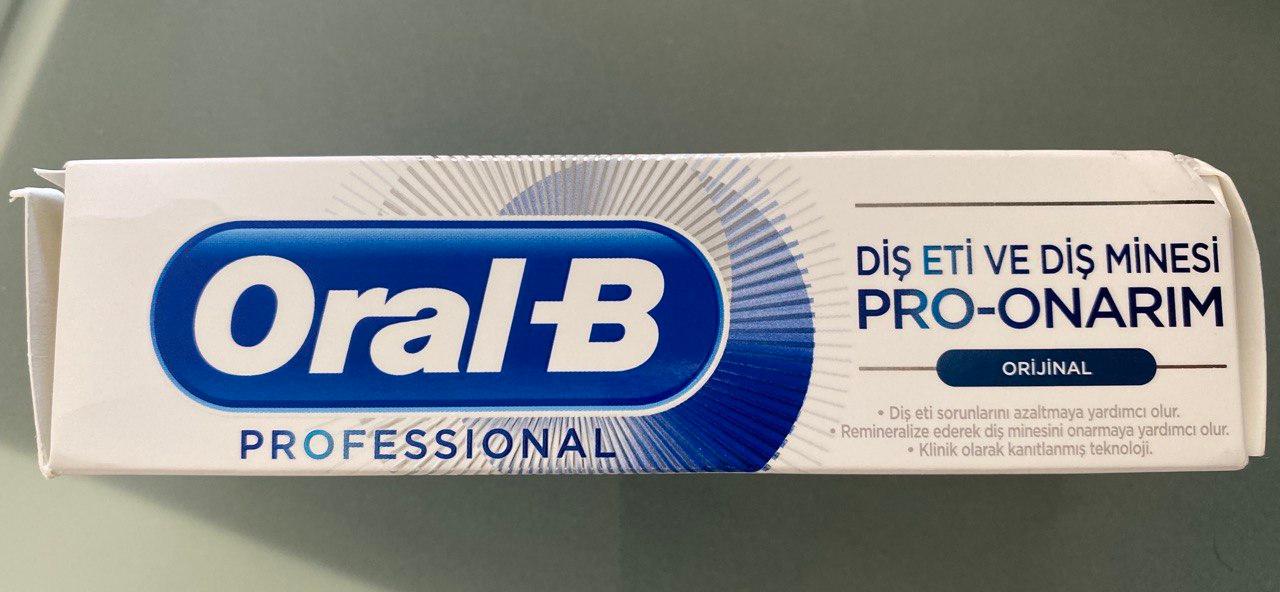 Oral-B
PROFESSIONAL
DİŞ ETİ VE DİŞ MİNESİ
PRO-ONARIM
ORİJİNAL
• Diş eti sorunlarını azaltmaya yardımcı olur.
• Remineralize ederek diş minesini onarmaya yardımcı olur.
• Klinik olarak kanıtlanmış teknoloji.